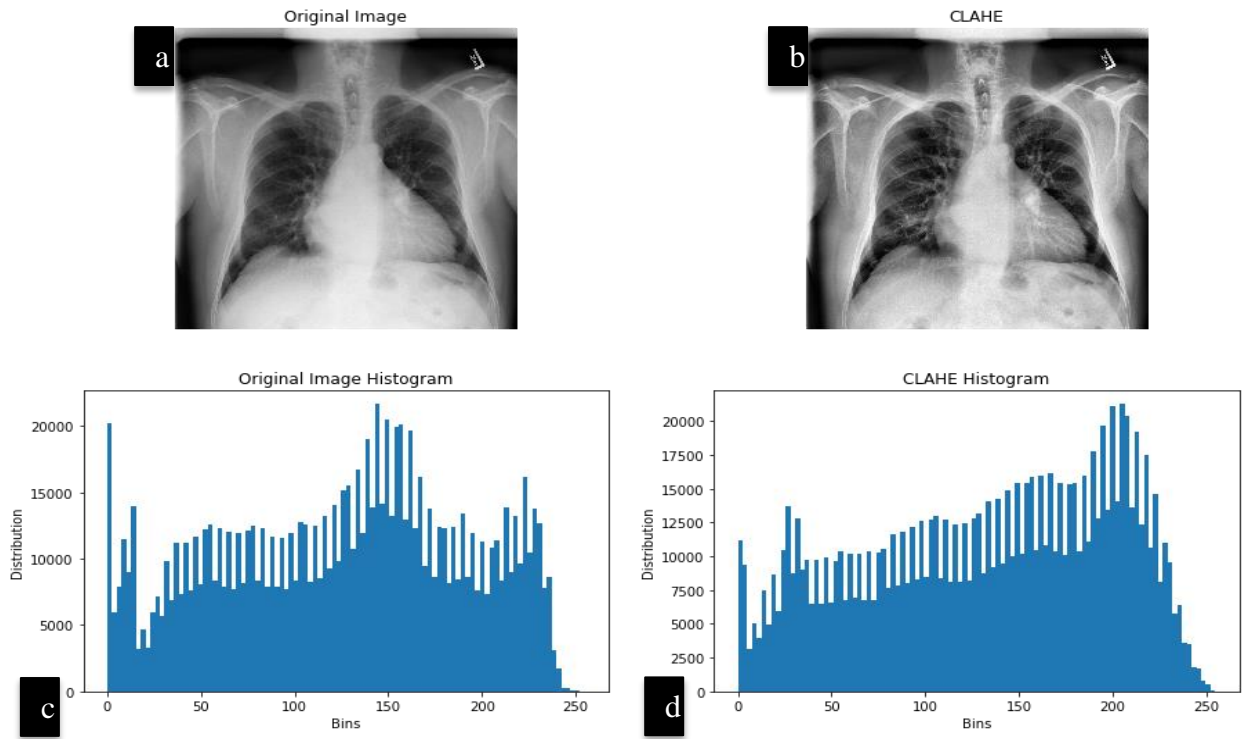 Original Image
CLAHE
a
b
Original Image Histogram
CLAHE Histogram
Distribution
20000
15000
10000
5000
0
0 50 100 150 200 250
Bins
c
Distribution
20000
17500
15000
12500
10000
7500
5000
2500
0
0 50 100 150 200 250
Bins
d